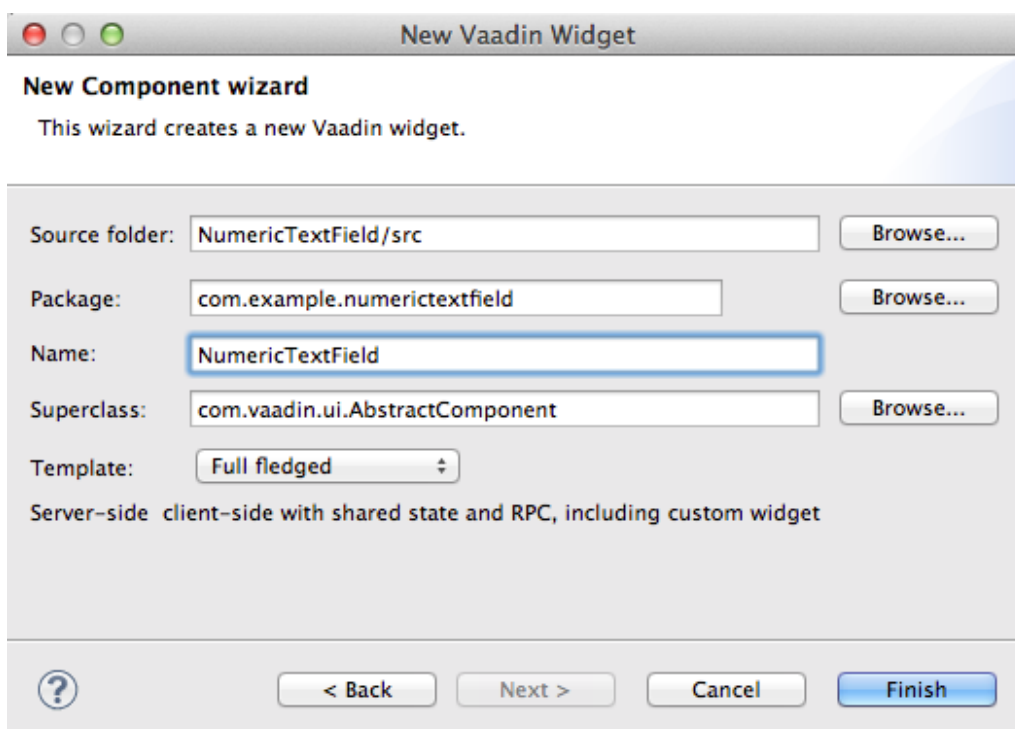 New Vaadin Widget
New Component wizard
This wizard creates a new Vaadin widget.
Source folder: NumericTextField/src Browse...
Package: com.example.numerictextfield Browse...
Name: NumericTextField
Superclass: com.vaadin.ui.AbstractComponent Browse...
Template: Full fledged
Server-side client-side with shared state and RPC, including custom widget
? < Back Next > Cancel Finish